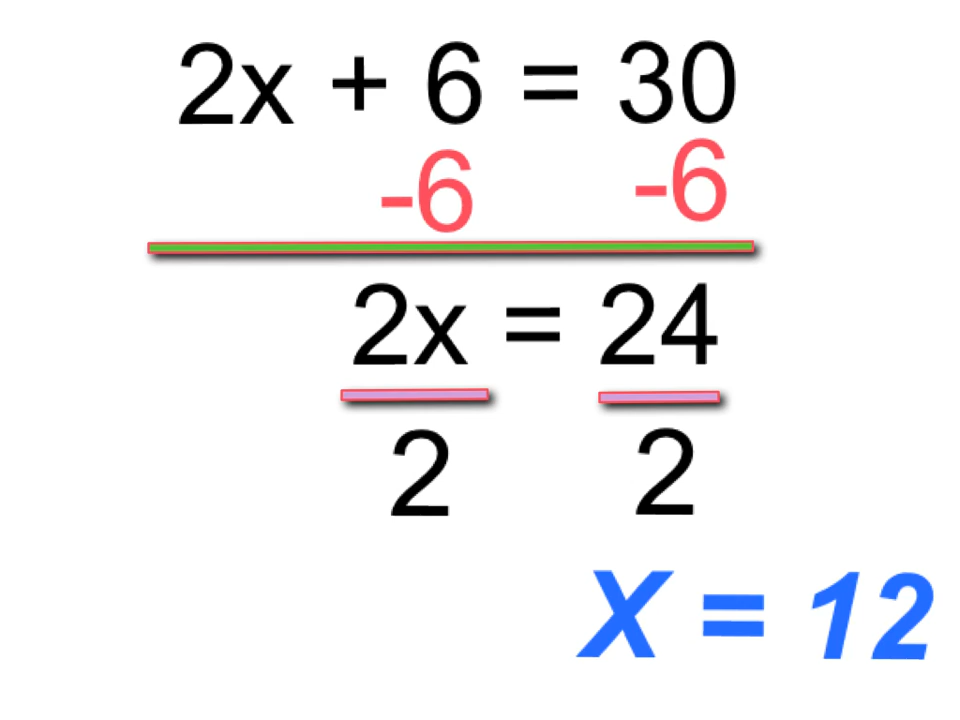 2x + 6 = 30
-6 -6
2x = 24
2 2
X = 12